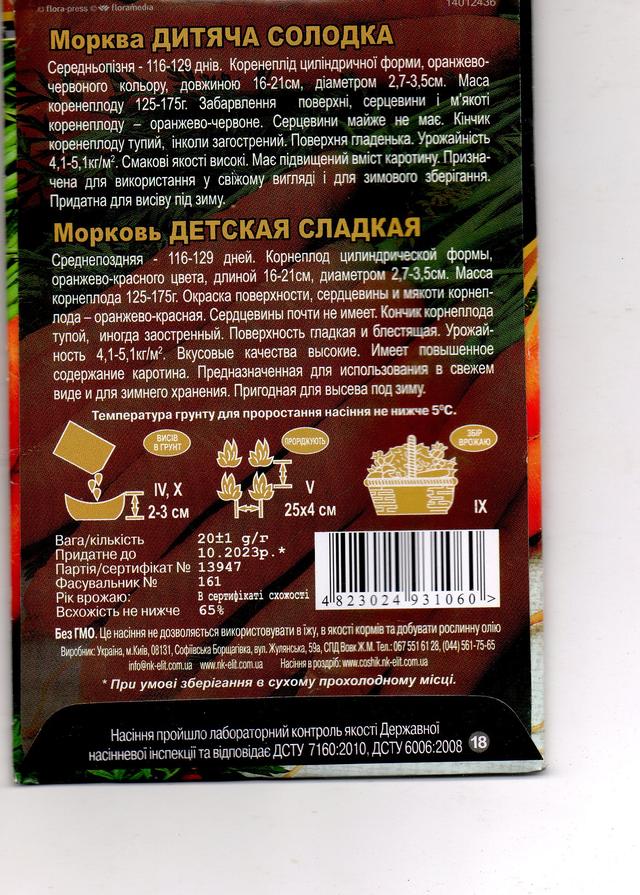 © flora-press © floramedia
14012436
Морква ДИТЯЧА СОЛОДКА
Середньопізня - 116-129 днів. Коренеплід циліндричної форми, оранжево-
червоного кольору, довжиною 16-21см, діаметром 2,7-3,5см. Маса
коренеплоду 125-175г. Забарвлення поверхні, серцевини і м'якоті
коренеплоду – оранжево-червоне. Серцевини майже не має. Кінчик
коренеплоду тупий, інколи загострений. Поверхня гладенька. Урожайність
4,1-5,1кг/м². Смакові якості високі. Має підвищений вміст каротину. Призна-
чена для використання у свіжому вигляді і для зимового зберігання.
Придатна для висіву під зиму.
Морковь ДЕТСКАЯ СЛАДКАЯ
Среднепоздняя - 116-129 дней. Корнеплод цилиндрической формы,
оранжево-красного цвета, длиной 16-21см, диаметром 2,7-3,5см. Масса
корнеплода 125-175г. Окраска поверхности, сердцевины и мякоти корнеп-
лода – оранжево-красная. Сердцевины почти не имеет. Кончик корнеплода
тупой, иногда заостренный. Поверхность гладкая и блестящая. Урожай-
ность 4,1-5,1кг/м². Вкусовые качества высокие. Имеет повышенное
содержание каротина. Предназначенная для использования в свежем
виде и для зимнего хранения. Пригодная для высева под зиму.
Температура грунту для проростання насіння не нижче 5°С.
ВИСІВ
В ГРУНТ
IV, X
2-3 см
ПРОРІДЖУЮТЬ
V
25х4 см
ЗБІР
ВРОЖАЮ
IX
Вага/кількість 20±1 g/г
Придатне до 10.2023р.*
Партія/сертифікат № 13947
Фасувальник № 161
Рік врожаю: В сертифікаті схожості
Всхожість не нижче 65%
4 823024 931060 >
Без ГМО. Це насіння не дозволяється використовувати в їжу, в якості кормів та добувати рослинну олію
Виробник: Україна, м.Київ, 08131, Софіївська Борщагівка, вул. Жулянська, 59а, СПД Вовк Ж.М. Тел.: 067 551 61 28, (044) 561-75-65
info@nk-elit.com.ua www.nk-elit.com.ua Насіння в роздріб: www.coshik.nk-elit.com.ua
* При умові зберігання в сухому прохолодному місці.
Насіння пройшло лабораторний контроль якості Державної
насінневої інспекції та відповідає ДСТУ 7160:2010, ДСТУ 6006:2008 18